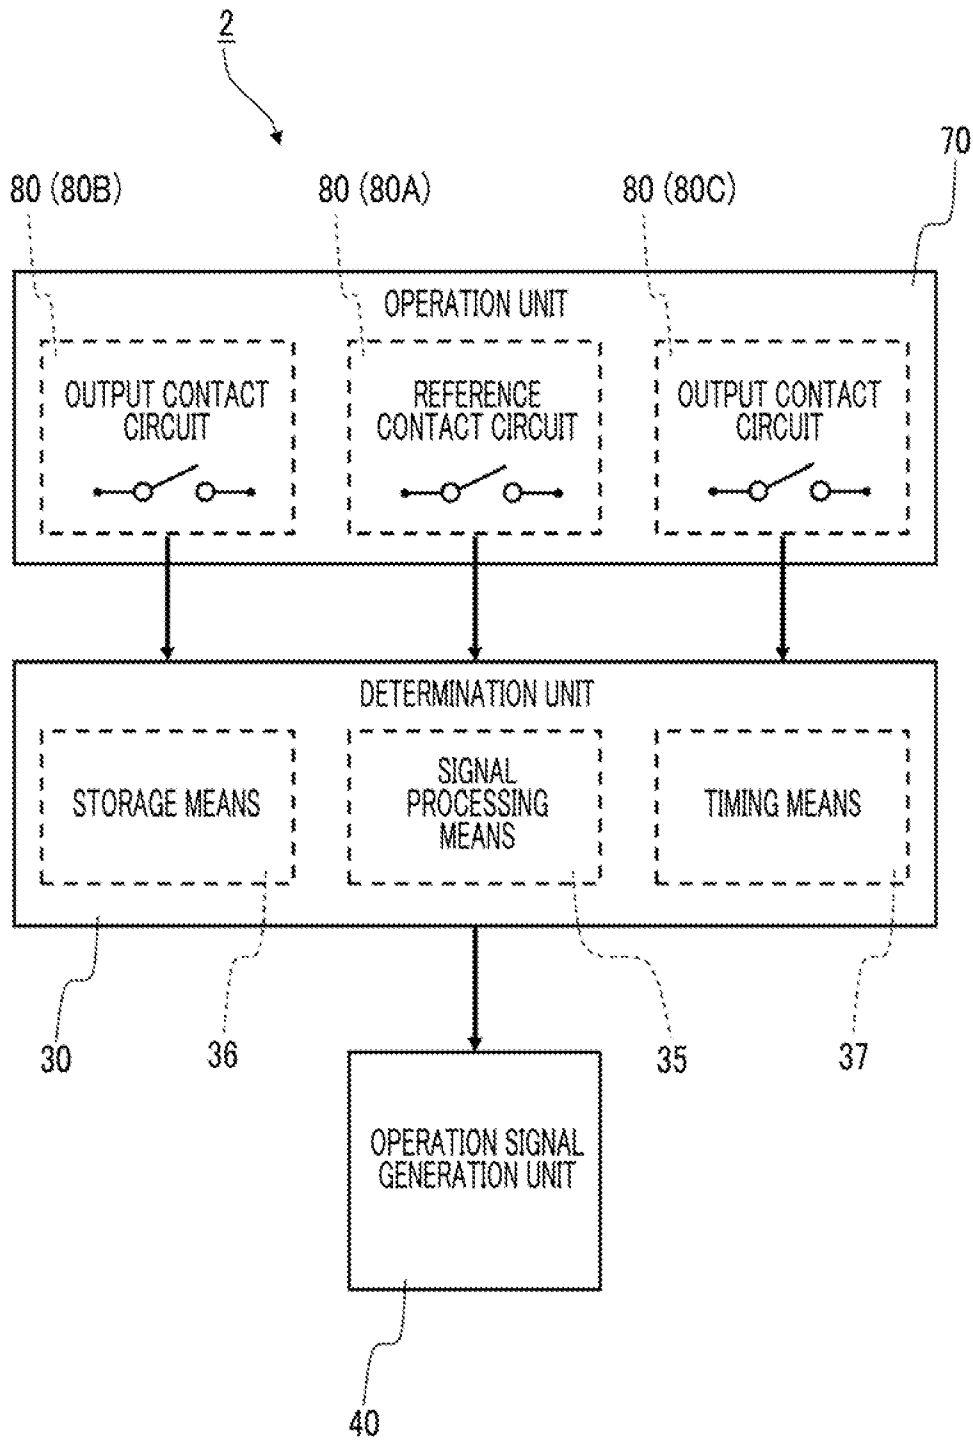 2
70
80 (80B)
80 (80A)
80 (80C)
OPERATION UNIT
OUTPUT CONTACT
CIRCUIT
REFERENCE
CONTACT CIRCUIT
OUTPUT CONTACT
CIRCUIT
DETERMINATION UNIT
STORAGE MEANS
SIGNAL
PROCESSING
MEANS
TIMING MEANS
30
36
35
37
OPERATION SIGNAL
GENERATION UNIT
40